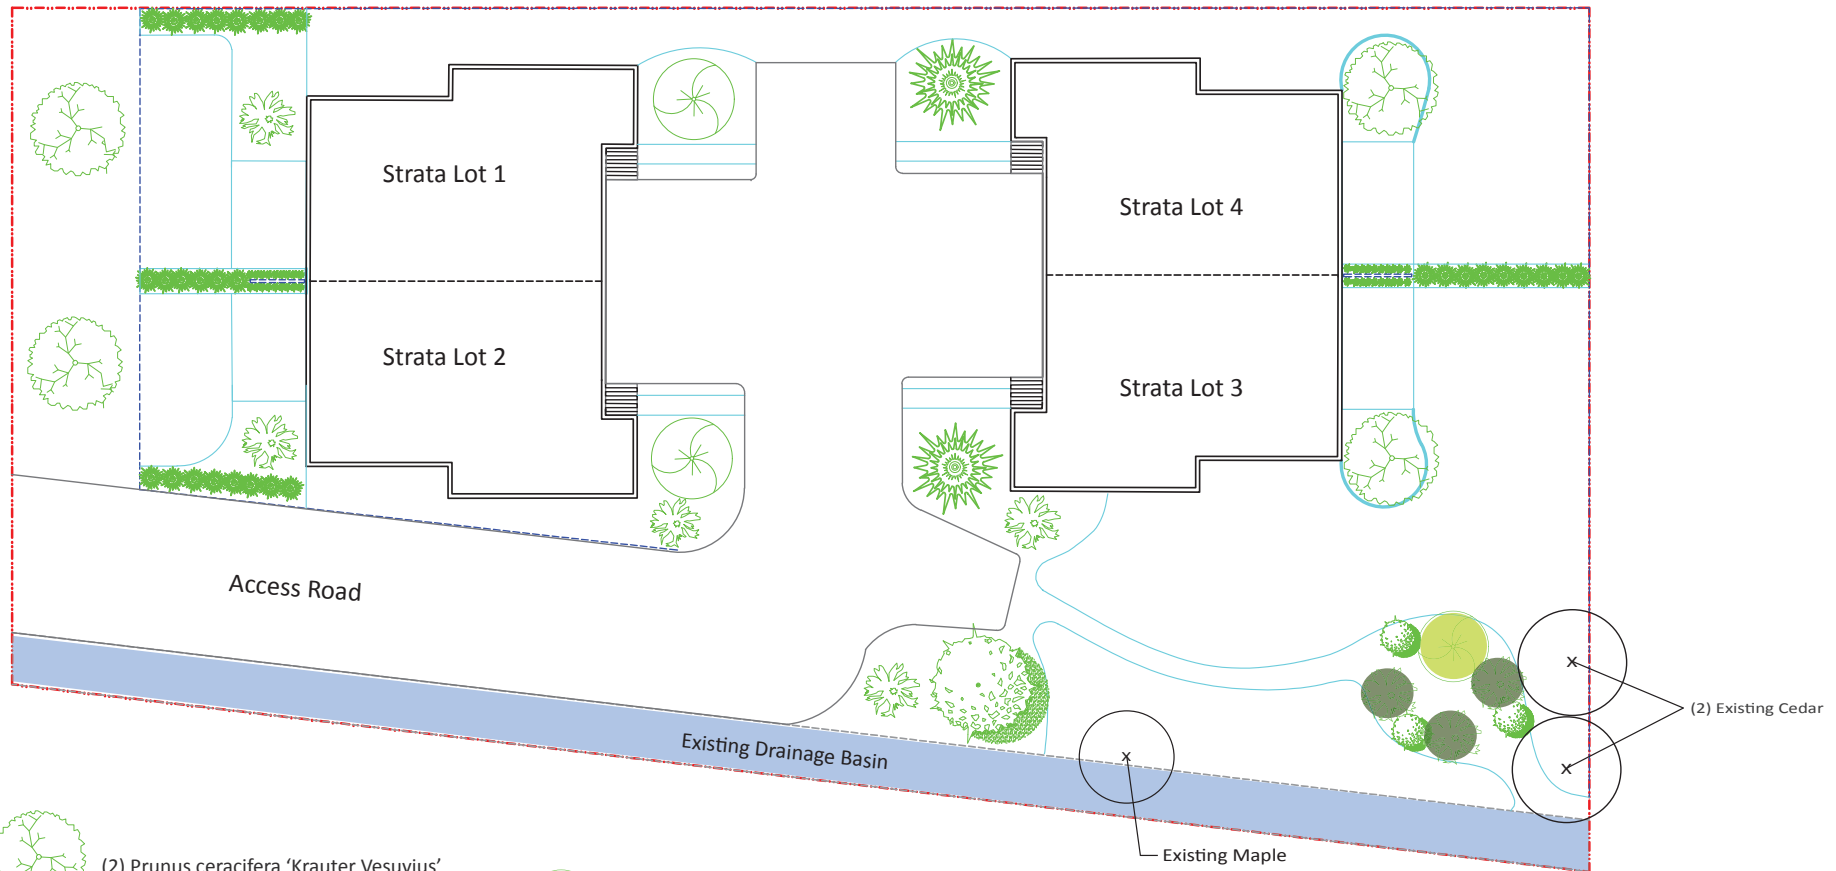 Strata Lot 1
Strata Lot 4
Strata Lot 2
Strata Lot 3
Access Road
(2) Existing Cedar
Existing Drainage Basin
Existing Maple
(2) Prunus ceracifera ‘Krauter Vesuvius’